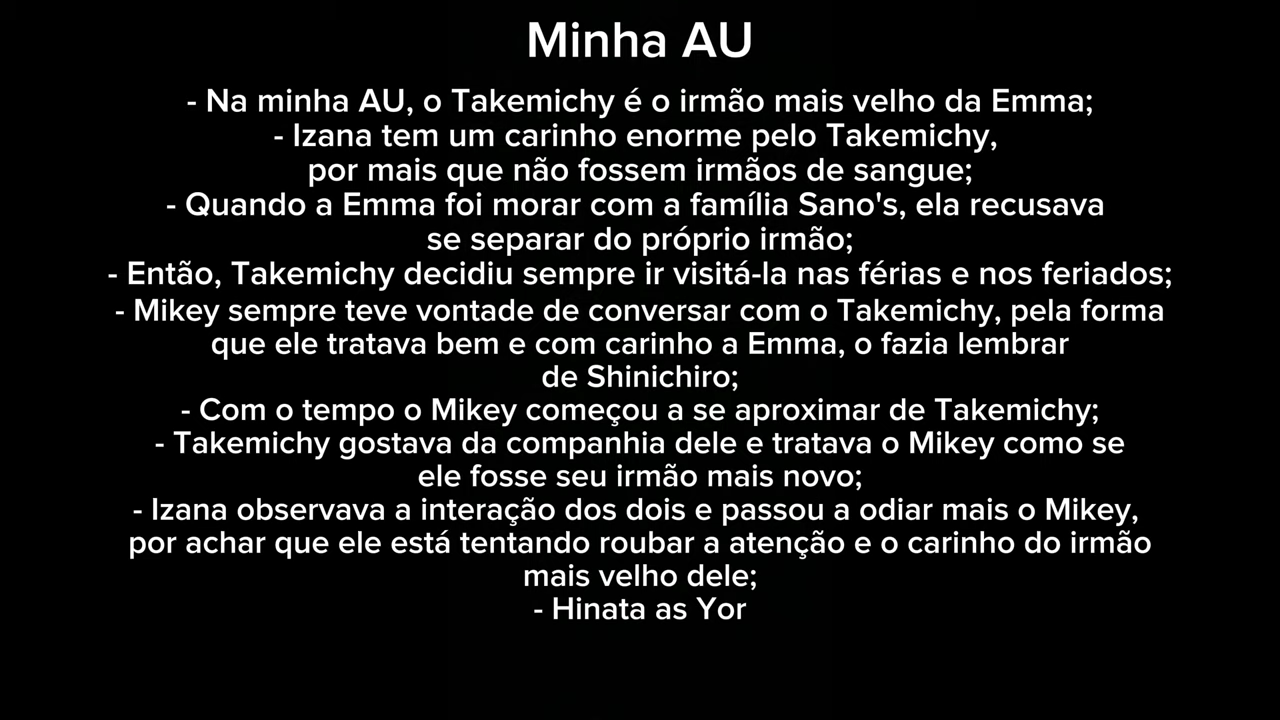 Minha AU
- Na minha AU, o Takemichy é o irmão mais velho da Emma;
- Izana tem um carinho enorme pelo Takemichy,
por mais que não fossem irmãos de sangue;
- Quando a Emma foi morar com a família Sano's, ela recusava
se separar do próprio irmão;
- Então, Takemichy decidiu sempre ir visitá-la nas férias e nos feriados;
- Mikey sempre teve vontade de conversar com o Takemichy, pela forma
que ele tratava bem e com carinho a Emma, o fazia lembrar
de Shinichiro;
- Com o tempo o Mikey começou a se aproximar de Takemichy;
- Takemichy gostava da companhia dele e tratava o Mikey como se
ele fosse seu irmão mais novo;
- Izana observava a interação dos dois e passou a odiar mais o Mikey,
por achar que ele está tentando roubar a atenção e o carinho do irmão
mais velho dele;
- Hinata as Yor